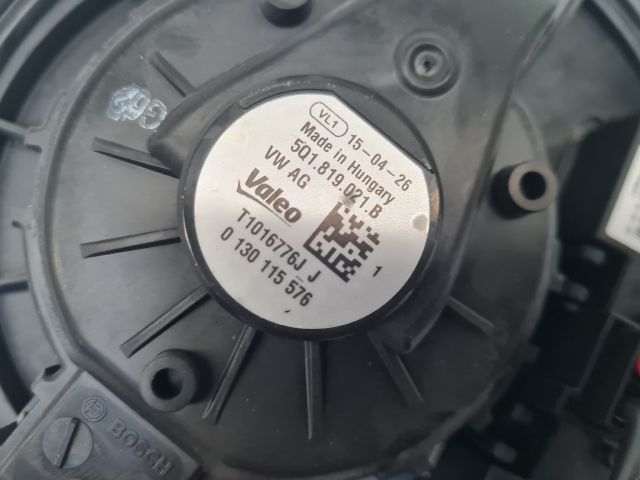 VL1 15-04-26
Made in Hungary
5Q1.819.021.B
VW AG
Valeo
1
T1016776J J
0 130 115 576
BOSCH